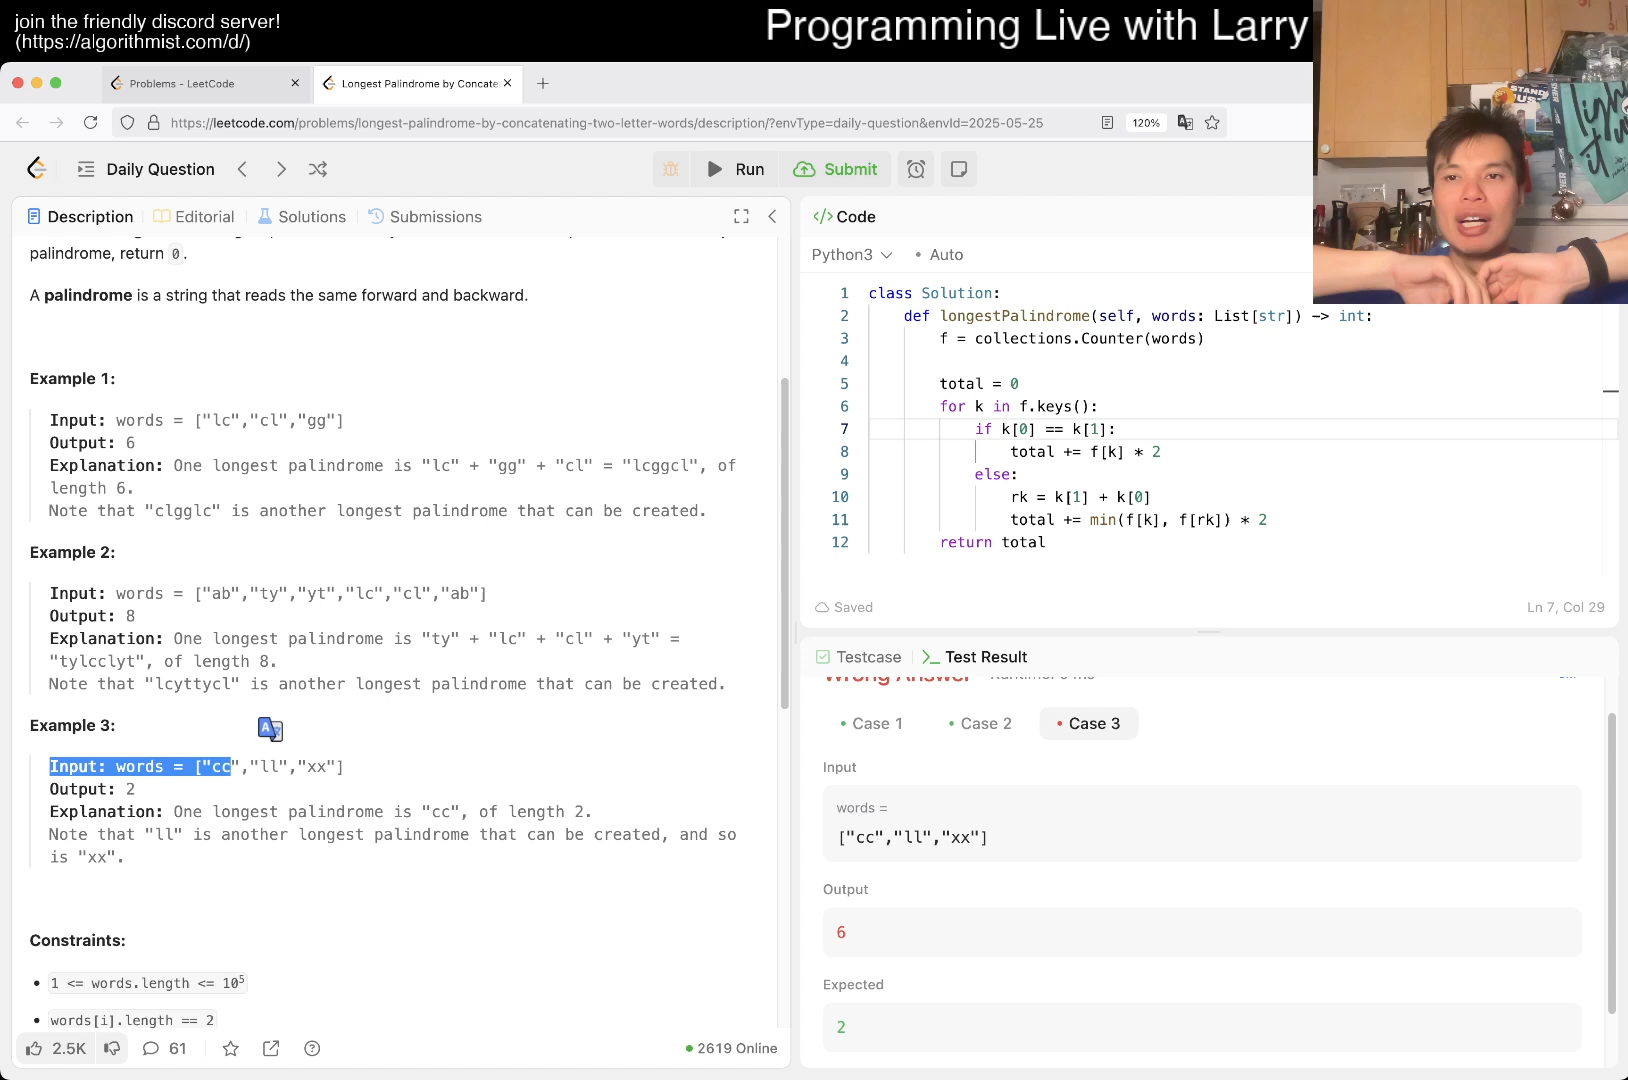 join the friendly discord server!
(https://algorithmist.com/d/)
Programming Live with Larry
Problems - LeetCode
Longest Palindrome by Concate
https://leetcode.com/problems/longest-palindrome-by-concatenating-two-letter-words/description/?envType=daily-question&envId=2025-05-25
120%
Daily Question
Run
Submit
Description
Editorial
Solutions
Submissions
palindrome, return 0.
A palindrome is a string that reads the same forward and backward.
Example 1:
Input: words = ["lc","cl","gg"]
Output: 6
Explanation: One longest palindrome is "lc" + "gg" + "cl" = "lcggcl", of
length 6.
Note that "clgglc" is another longest palindrome that can be created.
Example 2:
Input: words = ["ab","ty","yt","lc","cl","ab"]
Output: 8
Explanation: One longest palindrome is "ty" + "lc" + "cl" + "yt" =
"tylcclyt", of length 8.
Note that "lcyttycl" is another longest palindrome that can be created.
Example 3:
Input: words = ["cc","ll","xx"]
Output: 2
Explanation: One longest palindrome is "cc", of length 2.
Note that "ll" is another longest palindrome that can be created, and so
is "xx".
Constraints:
• 1 <= words.length <= 10⁵
• words[i].length == 2
2.5K
61
2619 Online
</> Code
Python3 • Auto
1 class Solution:
2 def longestPalindrome(self, words: List[str]) -> int:
3 f = collections.Counter(words)
4
5 total = 0
6 for k in f.keys():
7 if k[0] == k[1]:
8 total += f[k] * 2
9 else:
10 rk = k[1] + k[0]
11 total += min(f[k], f[rk]) * 2
12 return total
Saved
Ln 7, Col 29
Testcase
Test Result
Wrong Answer
Runtime: 0 ms
Case 1
Case 2
Case 3
Input
words =
["cc","ll","xx"]
Output
6
Expected
2